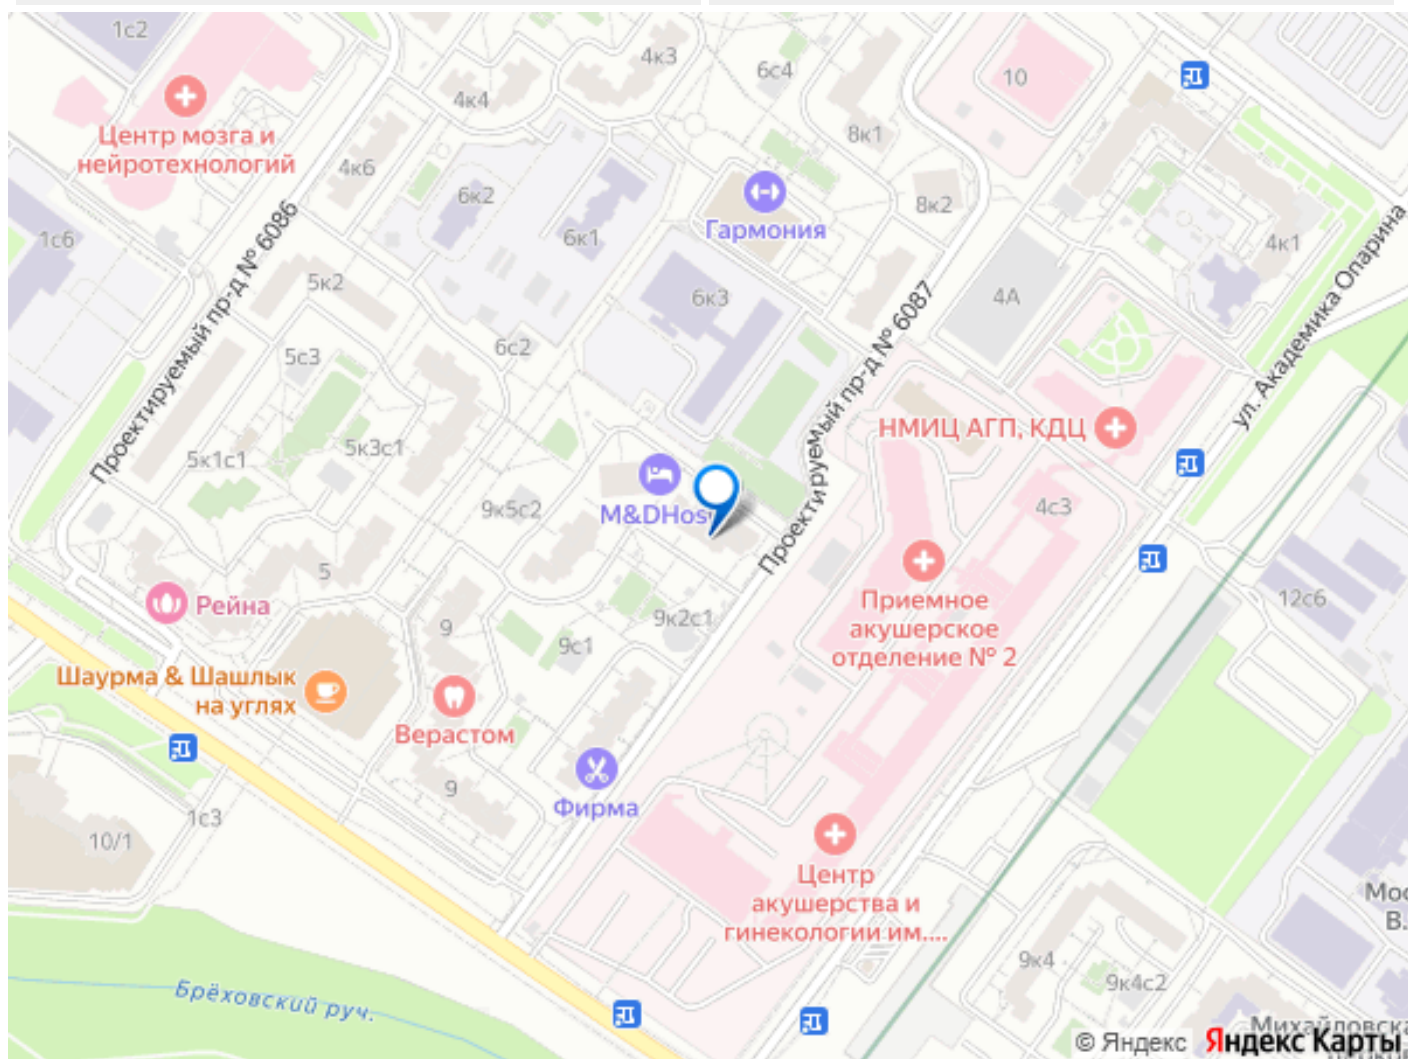 1с2
4к3
6с4
10
4к4
8к1
Центр мозга и
нейротехнологий
4к6
6к2
8к2
Гармония
1с6
6к1
4к1
5к2
6к3
4А
Проектируемый пр-д № 6086
Проектируемый пр-д № 6087
ул. Академика Опарина
6с2
5с3
НМИЦ АГП, КДЦ
5к3с1
5к1с1
9к5с2
M&DHos
4с3
5
Рейна
Приемное
акушерское
отделение № 2
12с6
9к2с1
9
9с1
Шаурма & Шашлык
на углях
Верастом
9
Фирма
1с3
10/1
Центр
акушерства и
гинекологии им....
Мос
В.
9к4
9к4с2
Брёховский руч.
Михайловска
© Яндекс Яндекс Карты